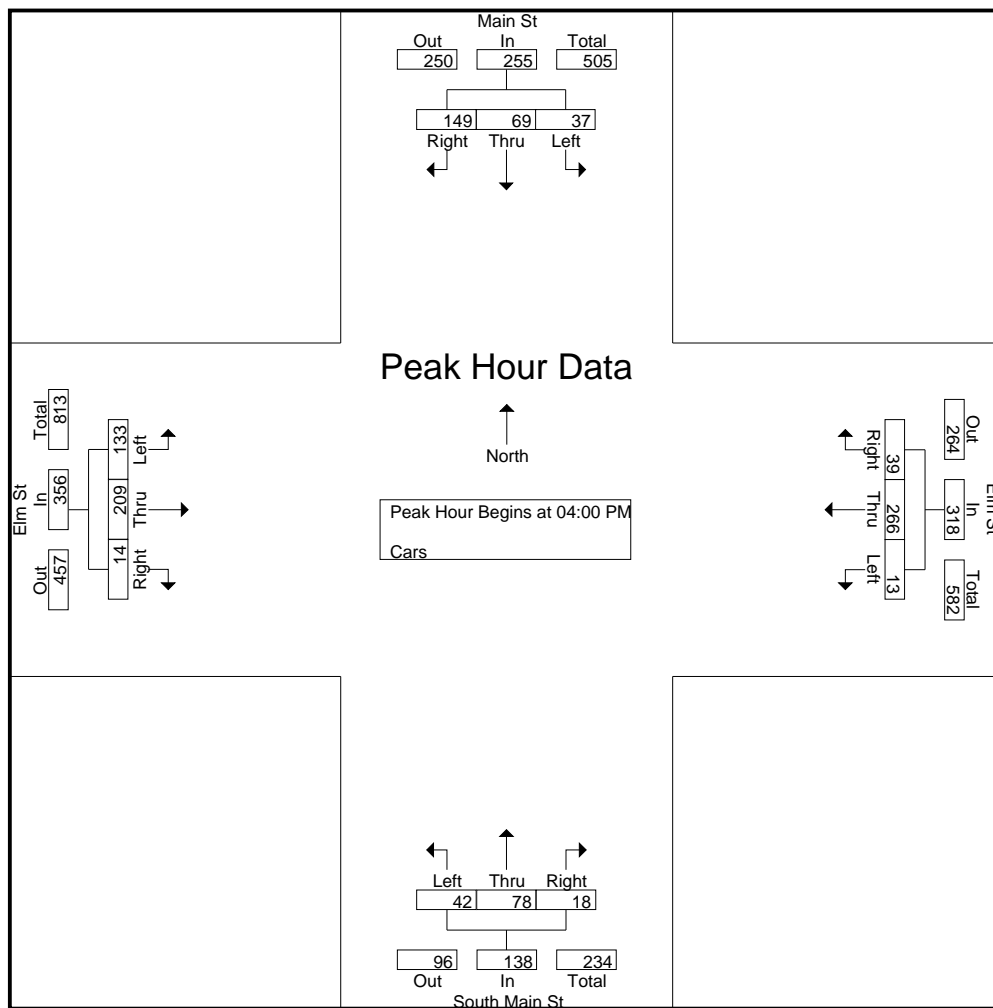 Main St
Out In Total
250 255 505
149 69 37
Right Thru Left
Peak Hour Data
North
Peak Hour Begins at 04:00 PM
Cars
Elm St
Out In Total
457 356 813
Left Thru Right
133 209 14
Elm St
Out In Total
264 318 582
Right Thru Left
39 266 13
Left Thru Right
42 78 18
96 138 234
Out In Total
South Main St